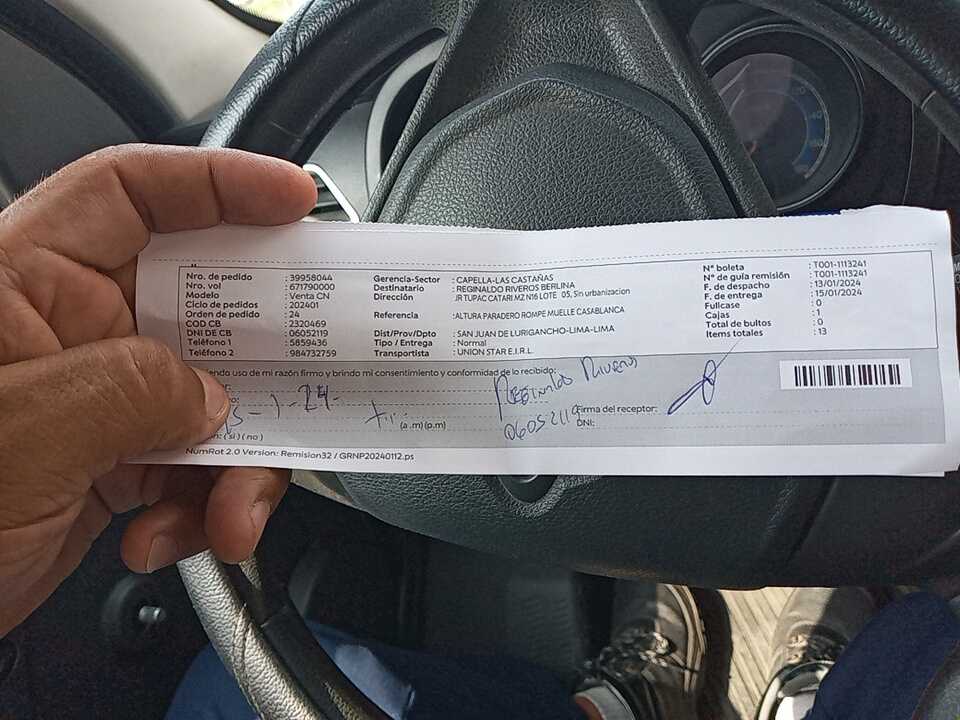 Nro. de pedido : 39958044
Nro. vol : 671790000
Modelo : Venta CN
Ciclo de pedidos : 202401
Orden de pedido : 24
COD CB : 2320469
DNI DE CB : 06052119
Teléfono 1 : 5859436
Teléfono 2 : 984732759
Gerencia-Sector : CAPELLA-LAS CASTAÑAS
Destinatario : REGINALDO RIVEROS BERLINA
Dirección JR TUPAC CATARI MZ N16 LOTE 05, Sin urbanizacion
Referencia :ALTURA PARADERO ROMPE MUELLE CASABLANCA
Dist/Prov/Dpto : SAN JUAN DE LURIGANCHO-LIMA-LIMA
Tipo / Entrega : Normal
Transportista : UNION STAR E.I.R.L.
N° boleta : T001-1113241
N° de guía remisión : T001-1113241
F. de despacho : 13/01/2024
F. de entrega : 15/01/2024
Fullcase : 0
Cajas : 1
Total de bultos : 0
Items totales : 13
uso de mi razón firmo y brindo mi consentimiento y conformidad de lo recibido:
Reginaldo Riveros
06052119
Firma del receptor:
DNI:
-1-24-
(a .m) (p.m)
( si ) ( no )
NumRot 2.0 Version: Remision32 / GRNP20240112.ps